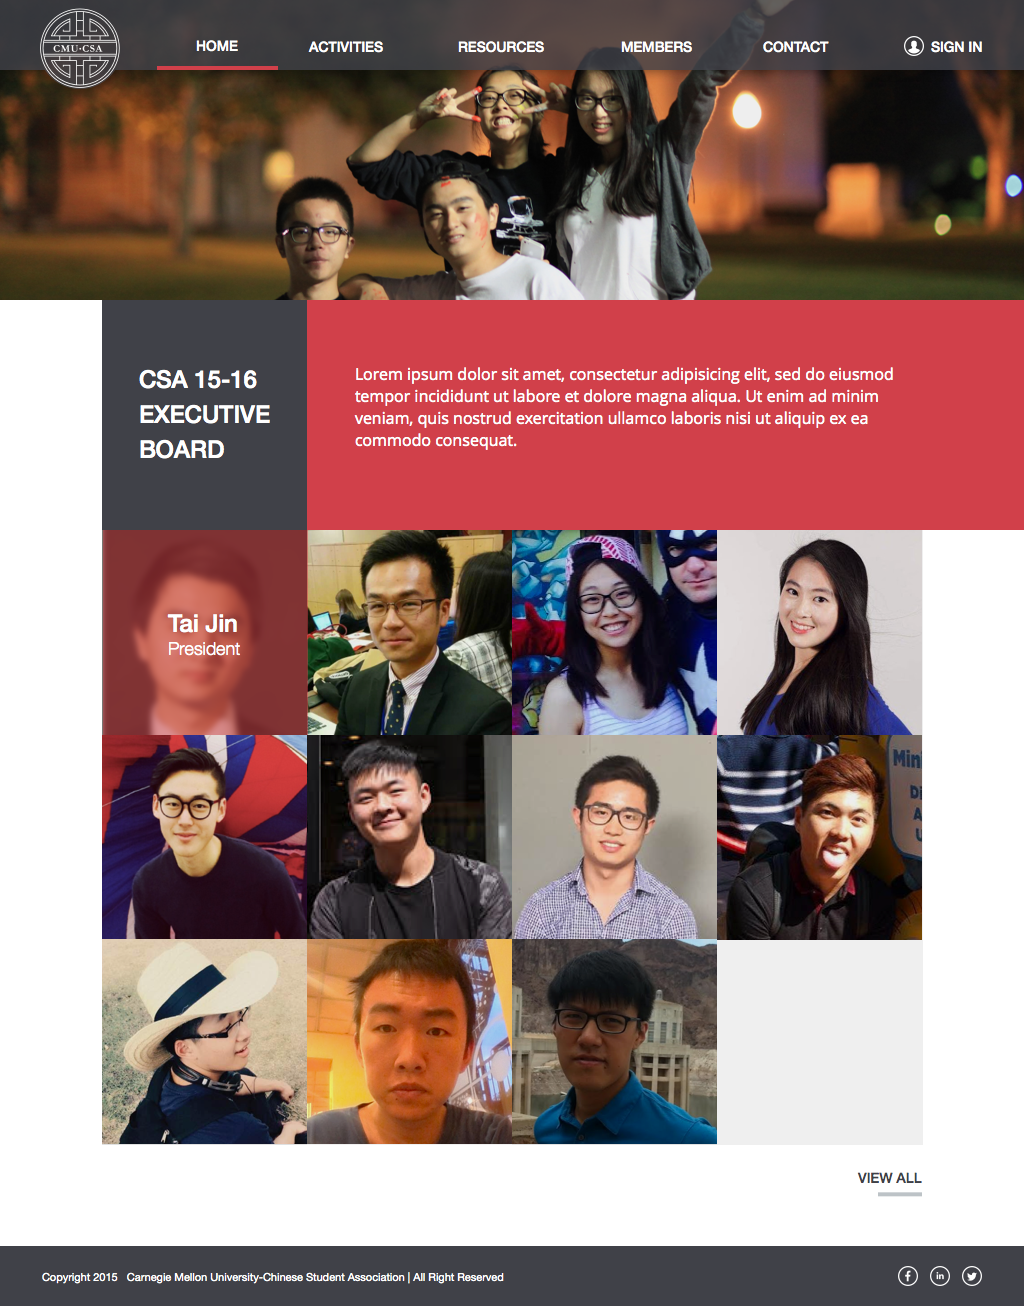 CMU·CSA
HOME
ACTIVITIES
RESOURCES
MEMBERS
CONTACT
SIGN IN
CSA 15-16
EXECUTIVE
BOARD
Lorem ipsum dolor sit amet, consectetur adipisicing elit, sed do eiusmod
tempor incididunt ut labore et dolore magna aliqua. Ut enim ad minim
veniam, quis nostrud exercitation ullamco laboris nisi ut aliquip ex ea
commodo consequat.
Tai Jin
President
VIEW ALL
Copyright 2015 Carnegie Mellon University-Chinese Student Association | All Right Reserved
f
in